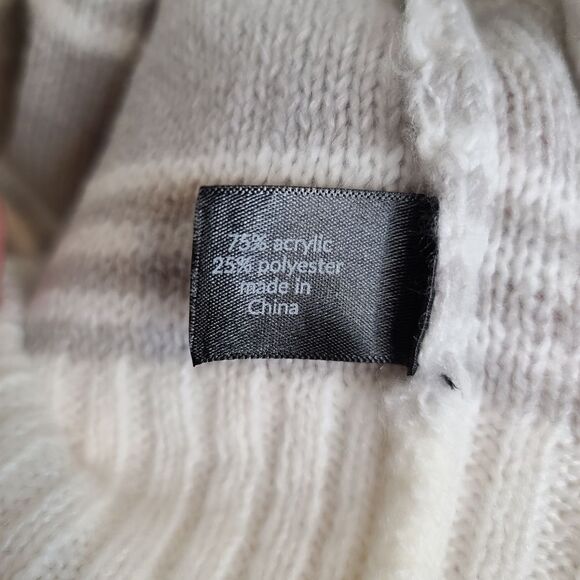 75% acrylic
25% polyester
made in
China